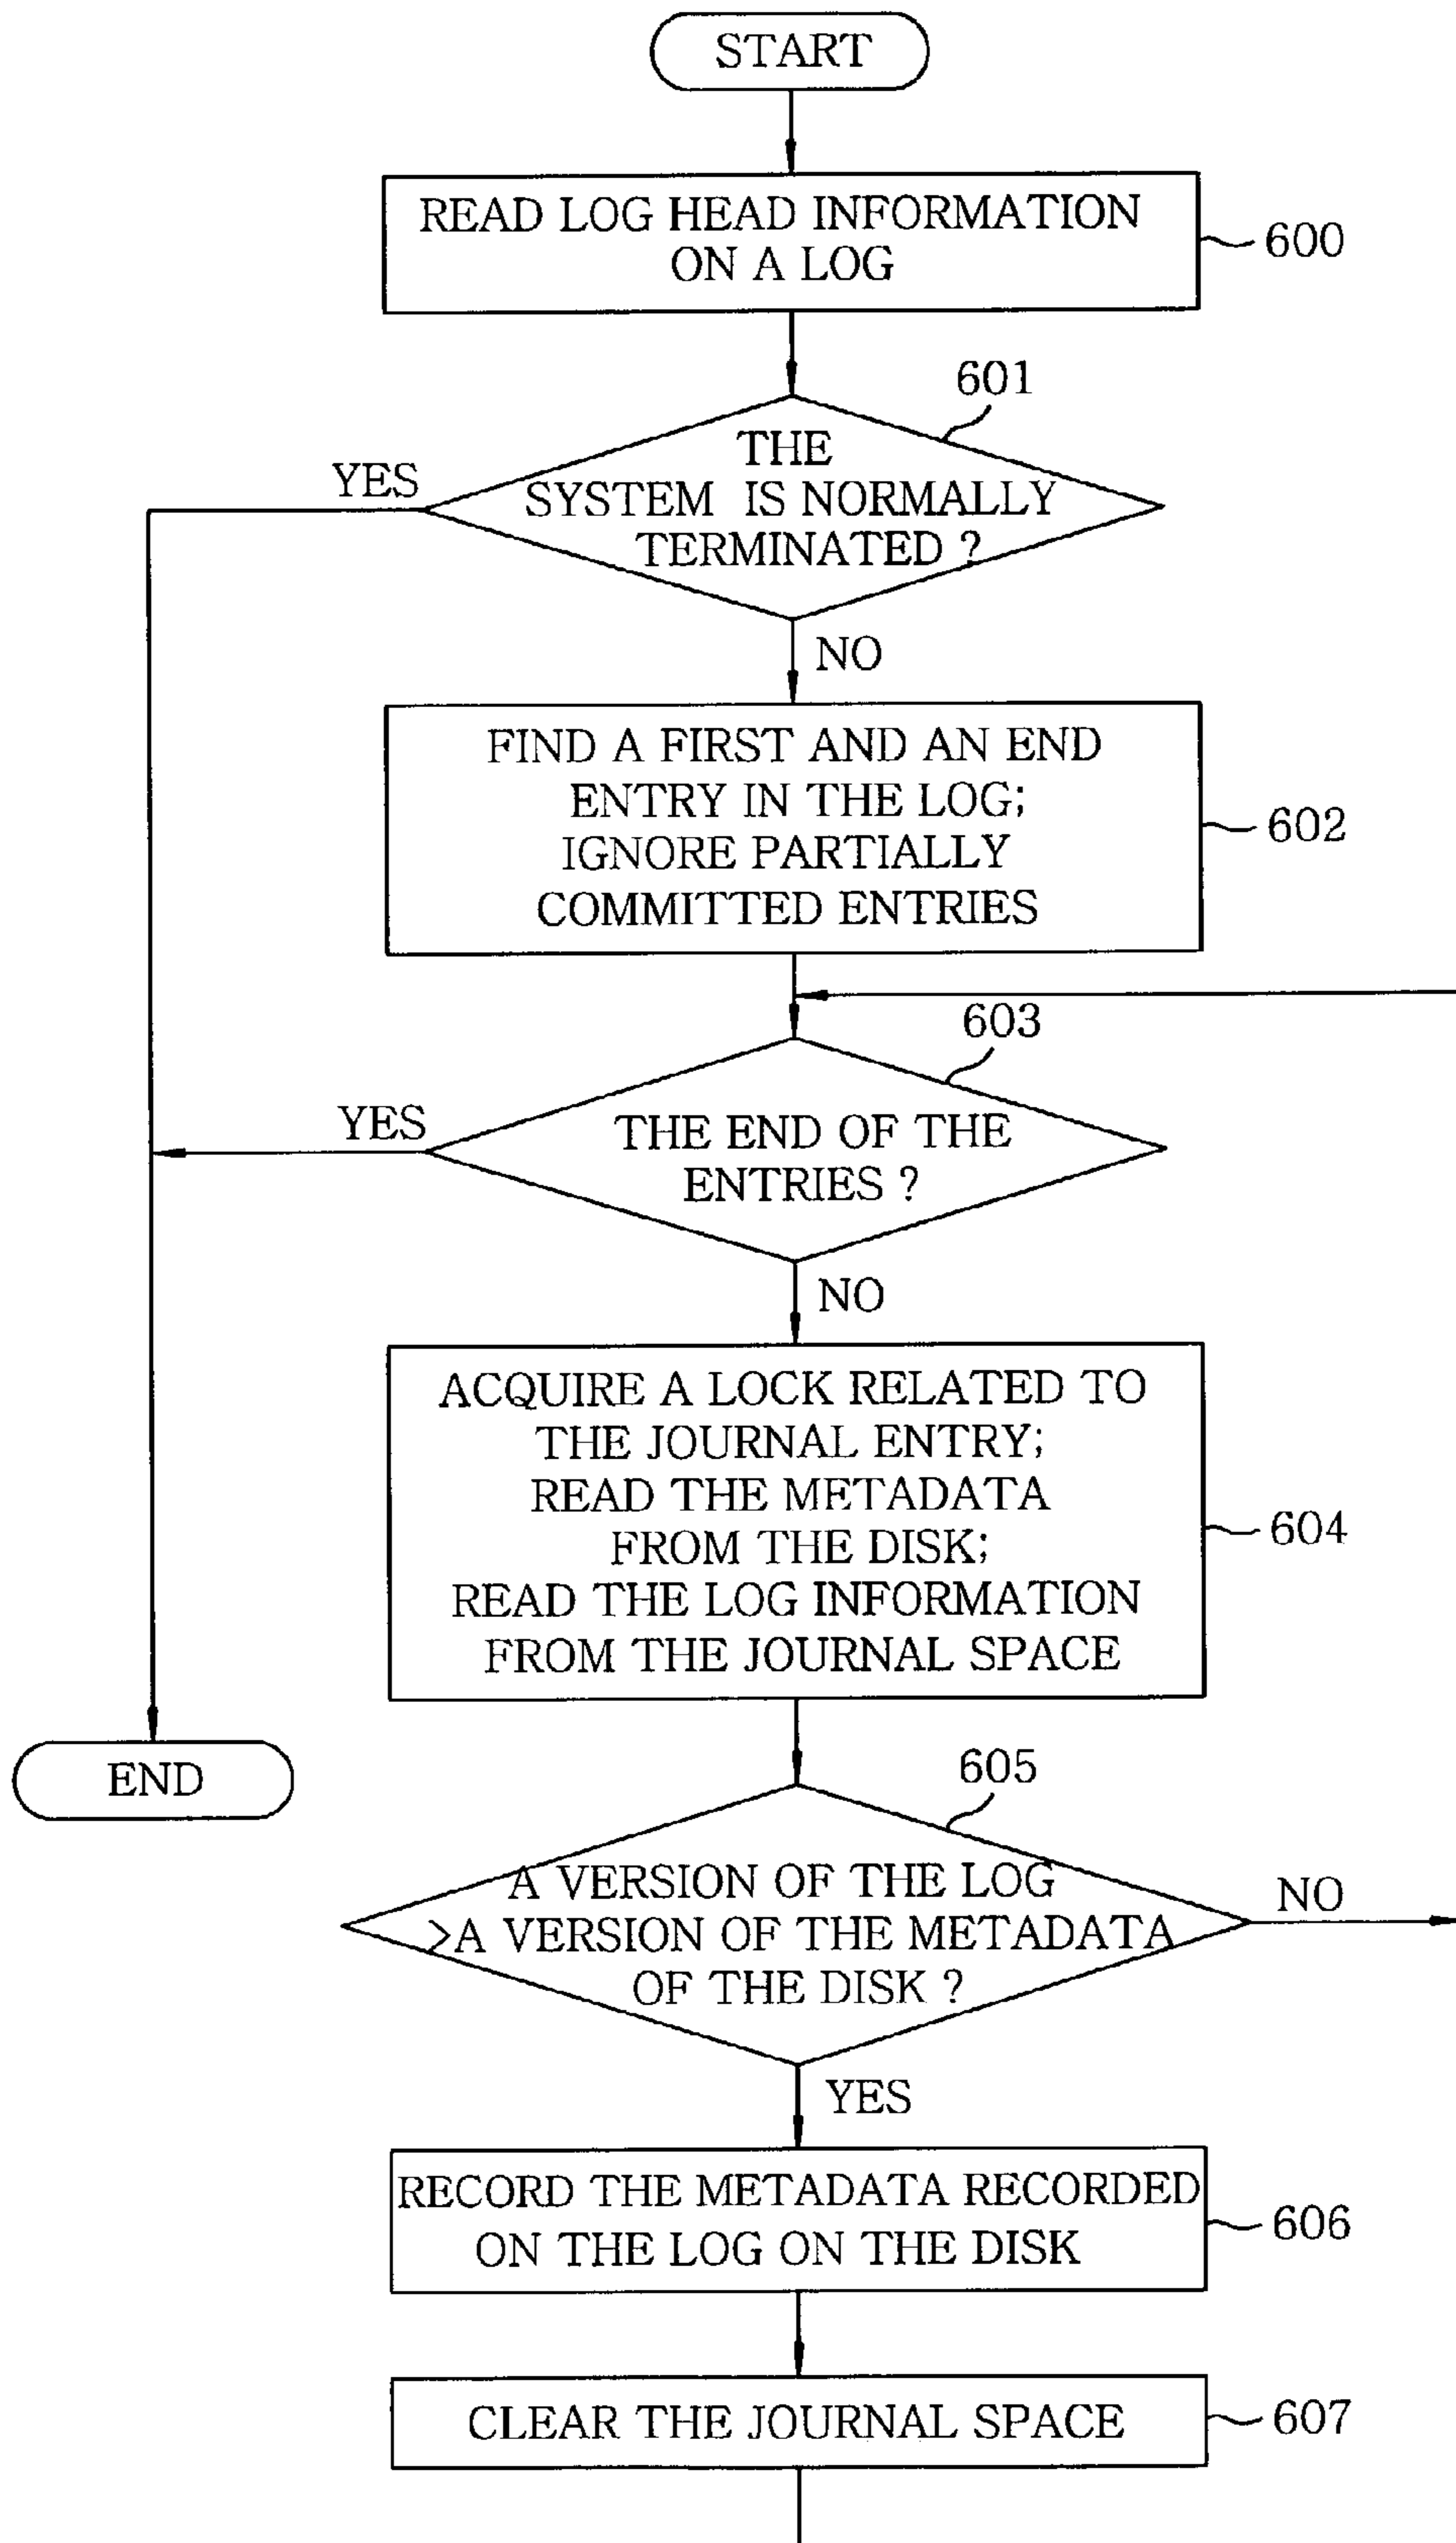 START
READ LOG HEAD INFORMATION
ON A LOG
600
601
THE
SYSTEM IS NORMALLY
TERMINATED ?
YES
NO
FIND A FIRST AND AN END
ENTRY IN THE LOG;
IGNORE PARTIALLY
COMMITTED ENTRIES
602
603
YES
THE END OF THE
ENTRIES ?
NO
ACQUIRE A LOCK RELATED TO
THE JOURNAL ENTRY;
READ THE METADATA
FROM THE DISK;
READ THE LOG INFORMATION
FROM THE JOURNAL SPACE
604
END
605
A VERSION OF THE LOG
>A VERSION OF THE METADATA
OF THE DISK ?
NO
YES
RECORD THE METADATA RECORDED
ON THE LOG ON THE DISK
606
CLEAR THE JOURNAL SPACE
607